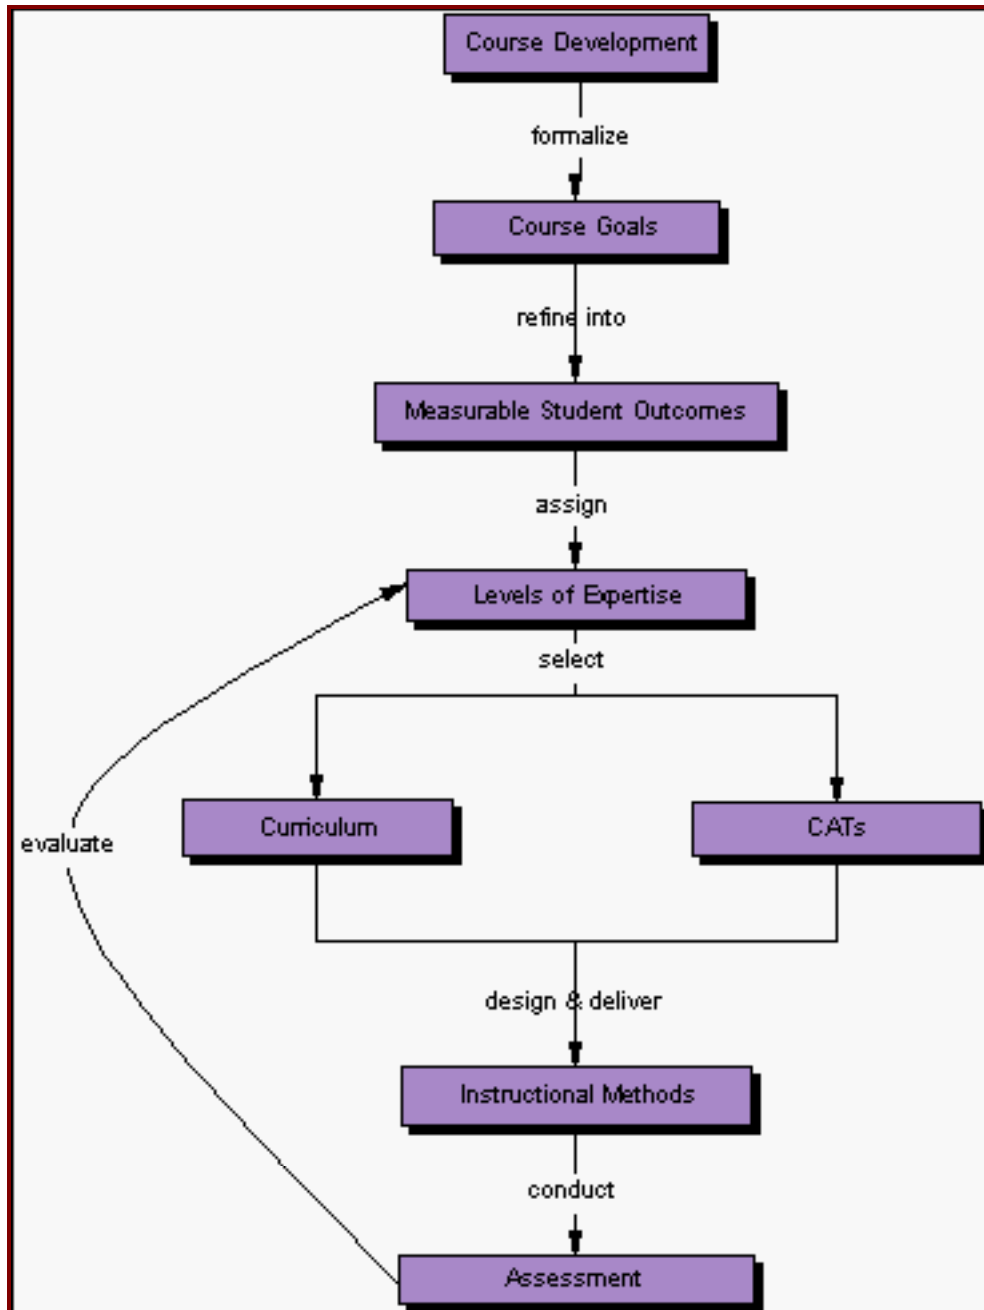 Course Development
formalize
Course Goals
refine into
Measurable Student Outcomes
assign
Levels of Expertise
select
Curriculum
CATs
evaluate
design & deliver
Instructional Methods
conduct
Assessment